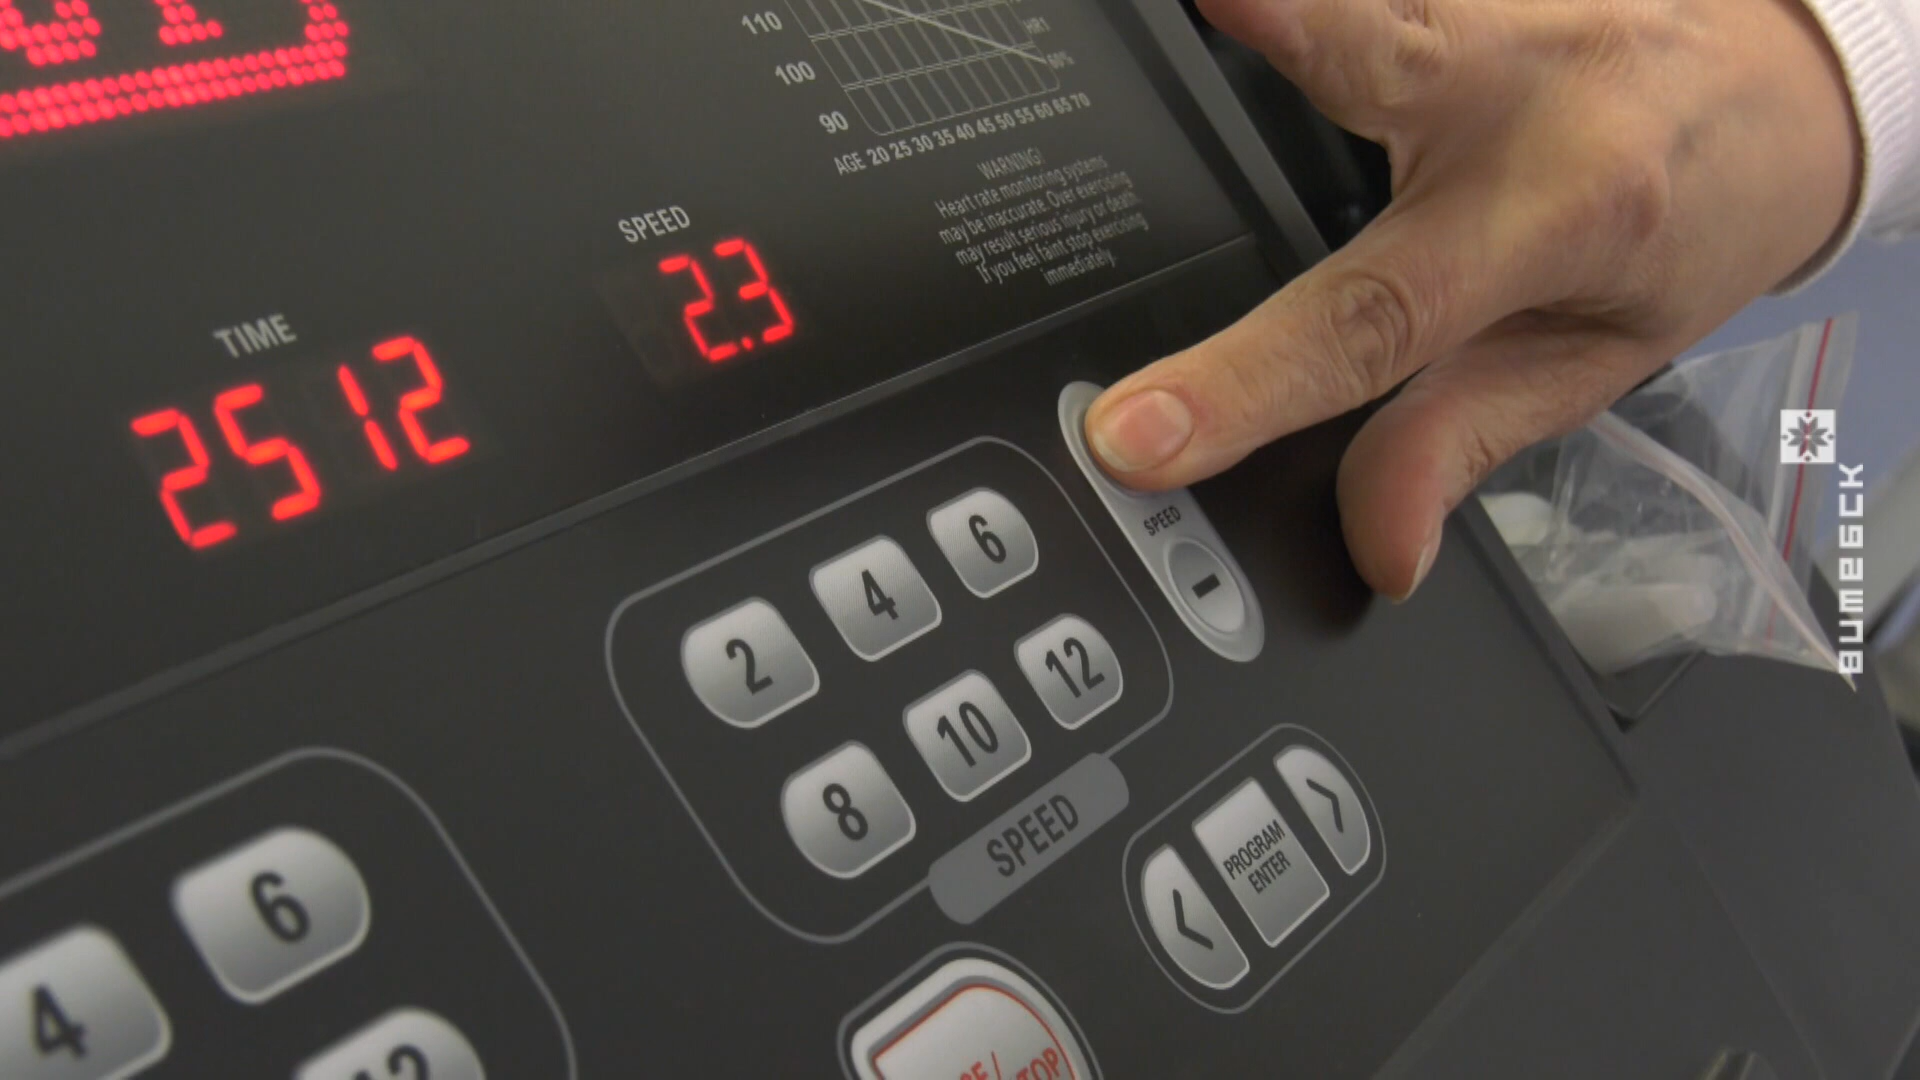 110
100
90
HR1
60%
AGE 20 25 30 35 40 45 50 55 60 65 70
WARNING!
Heart rate monitoring systems
may be inaccurate. Over exercising
may result serious injury or death.
If you feel faint stop exercising
immediately.
SPEED
2.3
TIME
25 12
SPEED
−
2 4 6
8 10 12
SPEED
< PROGRAM
ENTER >
4 6
12
ВИТЕБСК